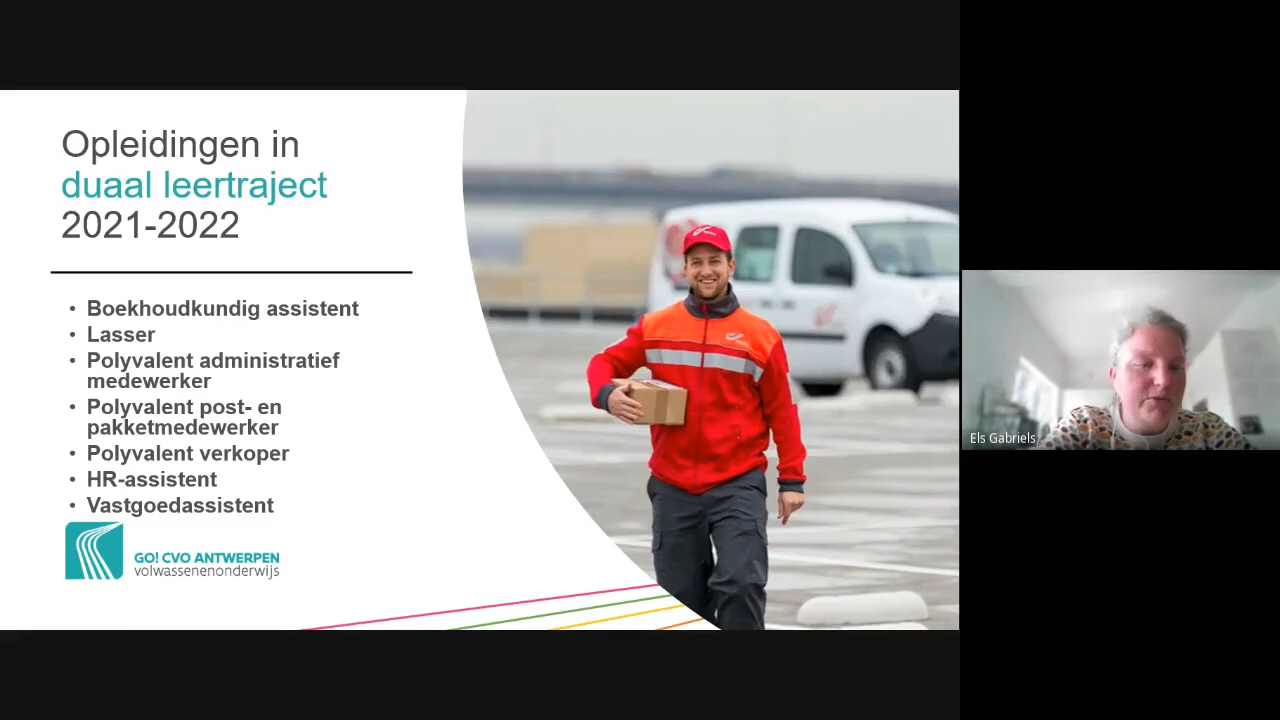 Opleidingen in
duaal leertraject
2021-2022
• Boekhoudkundig assistent
• Lasser
• Polyvalent administratief
medewerker
• Polyvalent post- en
pakketmedewerker
• Polyvalent verkoper
• HR-assistent
• Vastgoedassistent
GO! CVO ANTWERPEN
volwassenenonderwijs
Els Gabriels